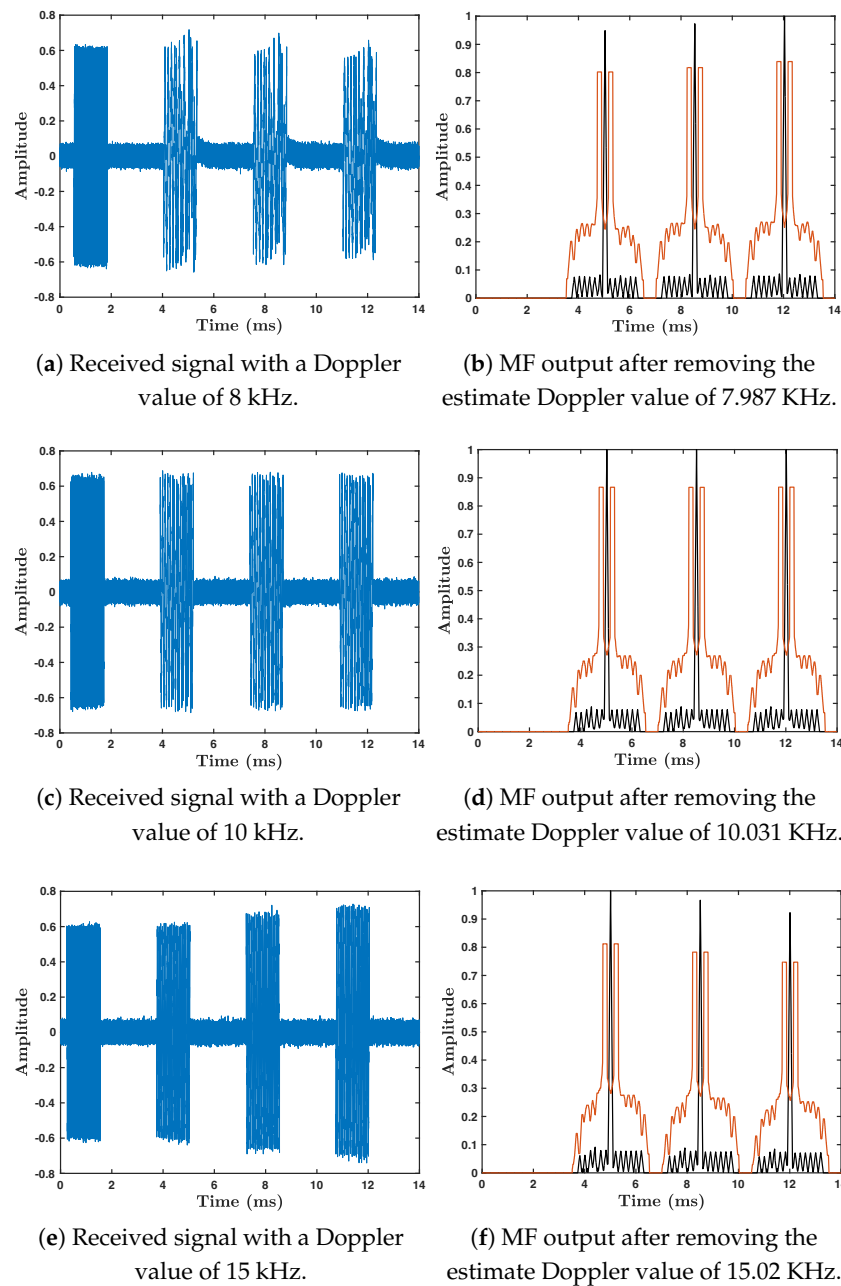 0.8
0.6
0.4
0.2
0
-0.2
-0.4
-0.6
-0.8
Amplitude
0 2 4 6 8 10 12 14
Time (ms)
1
0.9
0.8
0.7
0.6
0.5
0.4
0.3
0.2
0.1
0
Amplitude
0 2 4 6 8 10 12 14
Time (ms)
(a) Received signal with a Doppler
value of 8 kHz.
(b) MF output after removing the
estimate Doppler value of 7.987 KHz.
0.8
0.6
0.4
0.2
0
-0.2
-0.4
-0.6
-0.8
Amplitude
0 2 4 6 8 10 12 14
Time (ms)
1
0.9
0.8
0.7
0.6
0.5
0.4
0.3
0.2
0.1
0
Amplitude
0 2 4 6 8 10 12 14
Time (ms)
(c) Received signal with a Doppler
value of 10 kHz.
(d) MF output after removing the
estimate Doppler value of 10.031 KHz.
0.8
0.6
0.4
0.2
0
-0.2
-0.4
-0.6
-0.8
Amplitude
0 2 4 6 8 10 12 14
Time (ms)
1
0.9
0.8
0.7
0.6
0.5
0.4
0.3
0.2
0.1
0
Amplitude
0 2 4 6 8 10 12 14
Time (ms)
(e) Received signal with a Doppler
value of 15 kHz.
(f) MF output after removing the
estimate Doppler value of 15.02 KHz.